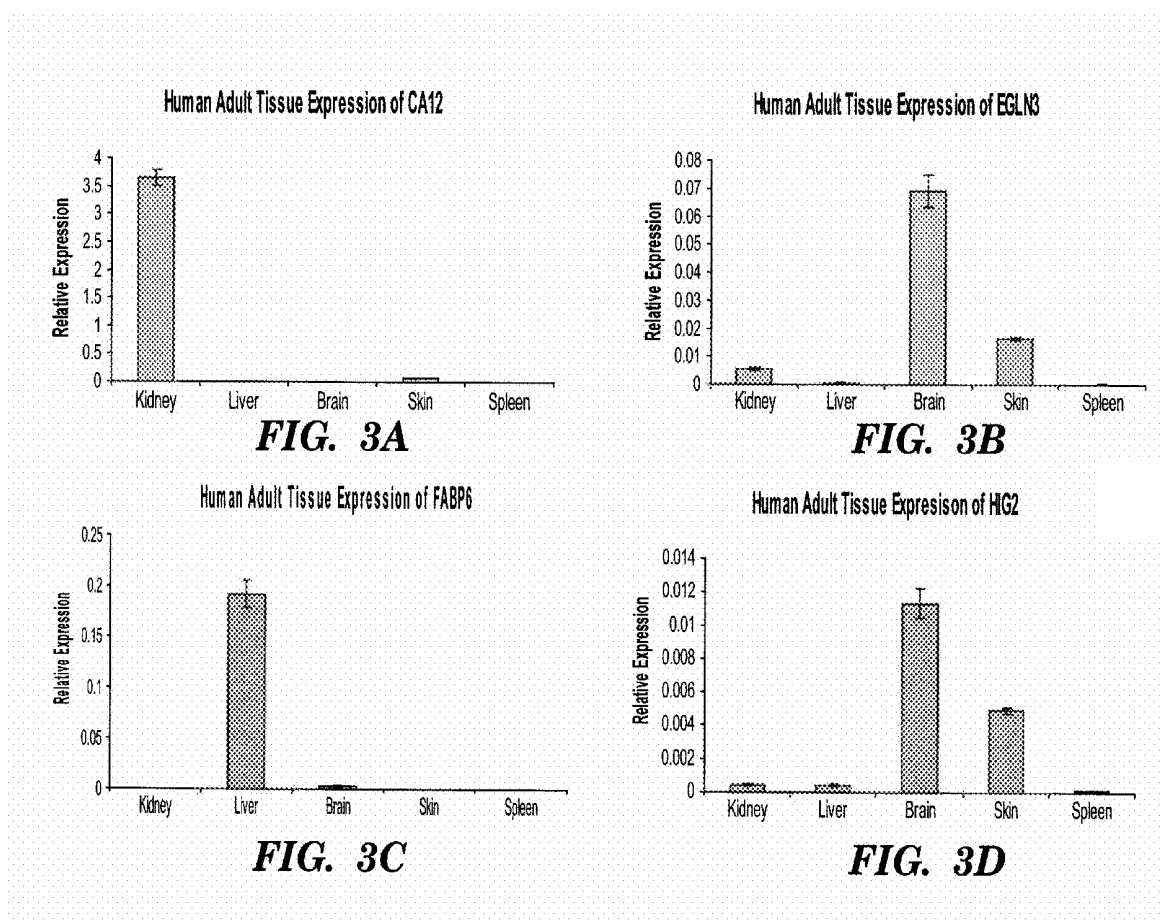 Human Adult Tissue Expression of CA12
Relative Expression
4
3.5
3
2.5
2
1.5
1
0.5
0
Kidney Liver Brain Skin Spleen
FIG. 3A
Human Adult Tissue Expression of EGLN3
Relative Expression
0.08
0.07
0.06
0.05
0.04
0.03
0.02
0.01
0
Kidney Liver Brain Skin Spleen
FIG. 3B
Human Adult Tissue Expression of FABP6
Relative Expression
0.25
0.2
0.15
0.1
0.05
0
Kidney Liver Brain Skin Spleen
FIG. 3C
Human Adult Tissue Expresison of HIG2
Relative Expression
0.014
0.012
0.01
0.008
0.006
0.004
0.002
0
Kidney Liver Brain Skin Spleen
FIG. 3D